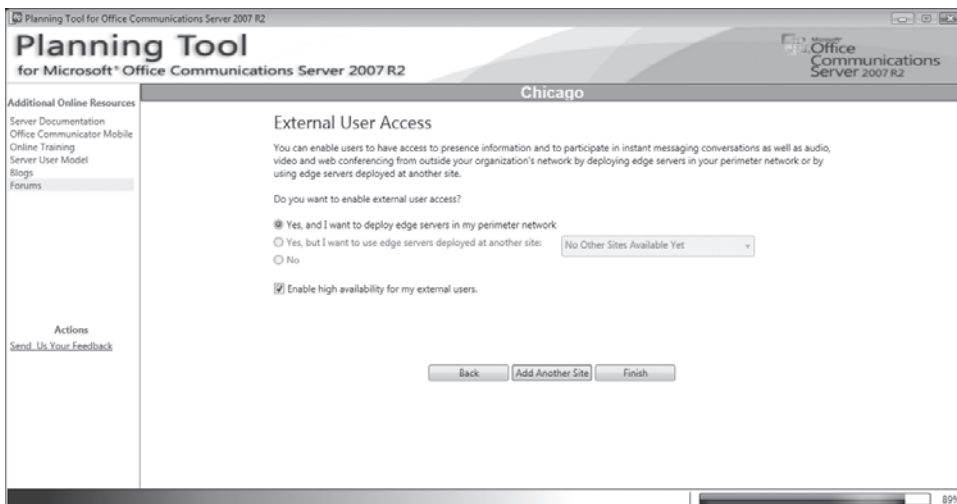 Planning Tool for Office Communications Server 2007 R2
Planning Tool
for Microsoft® Office Communications Server 2007 R2
Microsoft®
Office
Communications
Server 2007 R2
Chicago
Additional Online Resources
Server Documentation
Office Communicator Mobile
Online Training
Server User Model
Blogs
Forums
Actions
Send Us Your Feedback
External User Access
You can enable users to have access to presence information and to participate in instant messaging conversations as well as audio,
video and web conferencing from outside your organization's network by deploying edge servers in your perimeter network or by
using edge servers deployed at another site.
Do you want to enable external user access?
Yes, and I want to deploy edge servers in my perimeter network
Yes, but I want to use edge servers deployed at another site:
No Other Sites Available Yet
No
Enable high availability for my external users.
Back
Add Another Site
Finish
89%